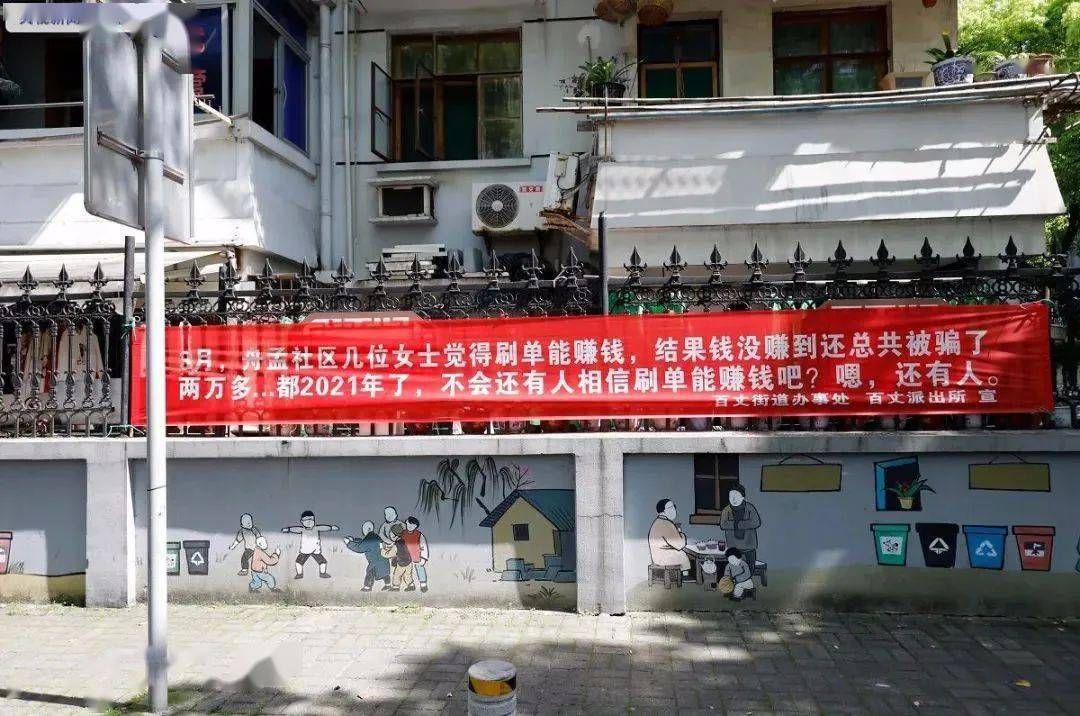 8月，舟孟社区几位女士觉得刷单能赚钱，结果钱没赚到还总共被骗了
两万多...都2021年了，不会还有人相信刷单能赚钱吧？嗯，还有人。
百丈街道办事处 百丈派出所 宣